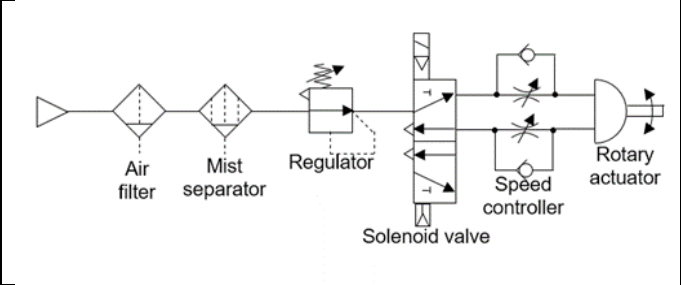 Air
filter
Mist
separator
Regulator
Solenoid valve
Speed
controller
Rotary
actuator